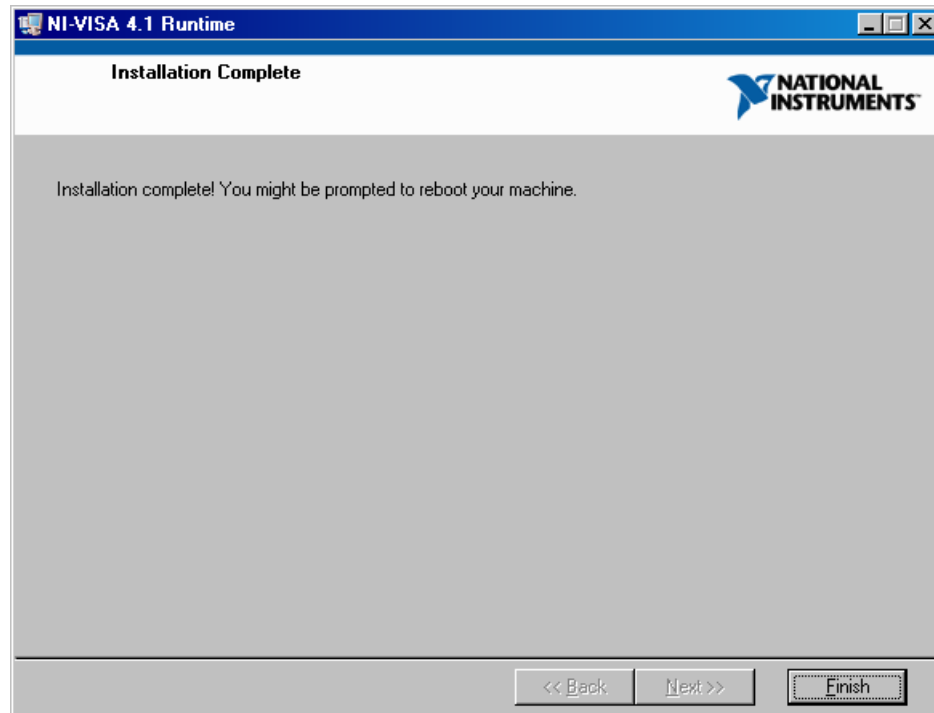 NI-VISA 4.1 Runtime
Installation Complete
NATIONAL
INSTRUMENTS™
Installation complete! You might be prompted to reboot your machine.
<< Back
Next >>
Finish